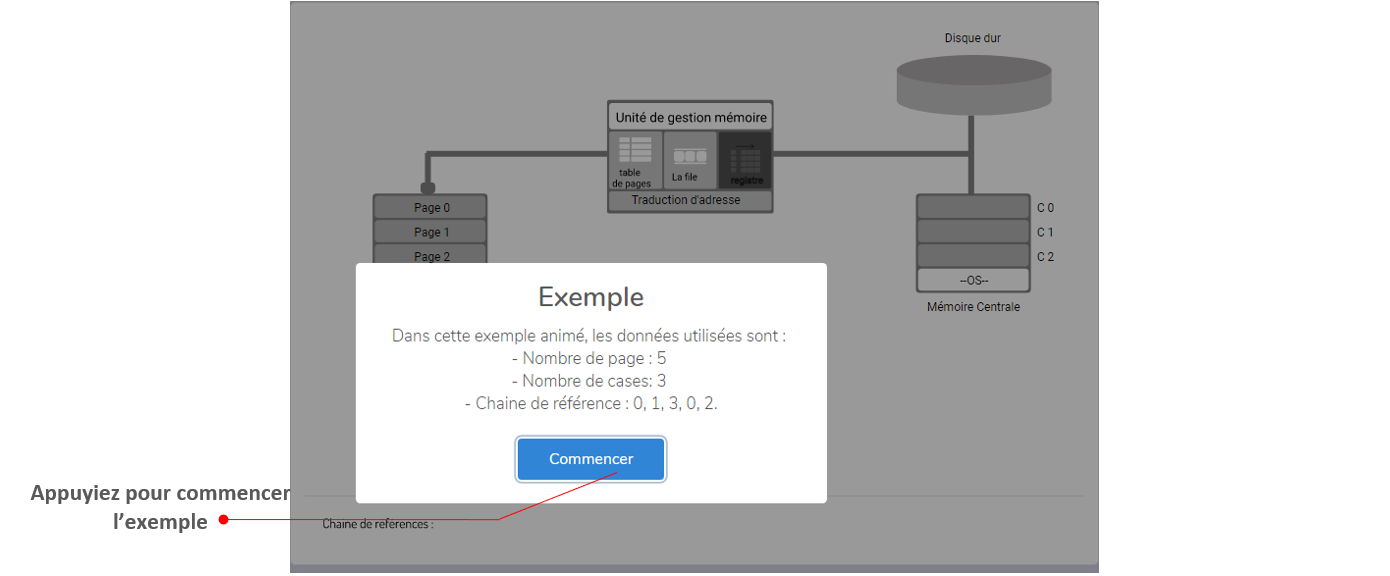 Disque dur
Unité de gestion mémoire
table
de pages
La file
registre
Traduction d'adresse
Page 0
Page 1
Page 2
C 0
C 1
C 2
--OS--
Mémoire Centrale
Exemple
Dans cette exemple animé, les données utilisées sont :
- Nombre de page : 5
- Nombre de cases: 3
- Chaine de référence : 0, 1, 3, 0, 2.
Commencer
Appuyiez pour commencer
l'exemple
Chaine de références :